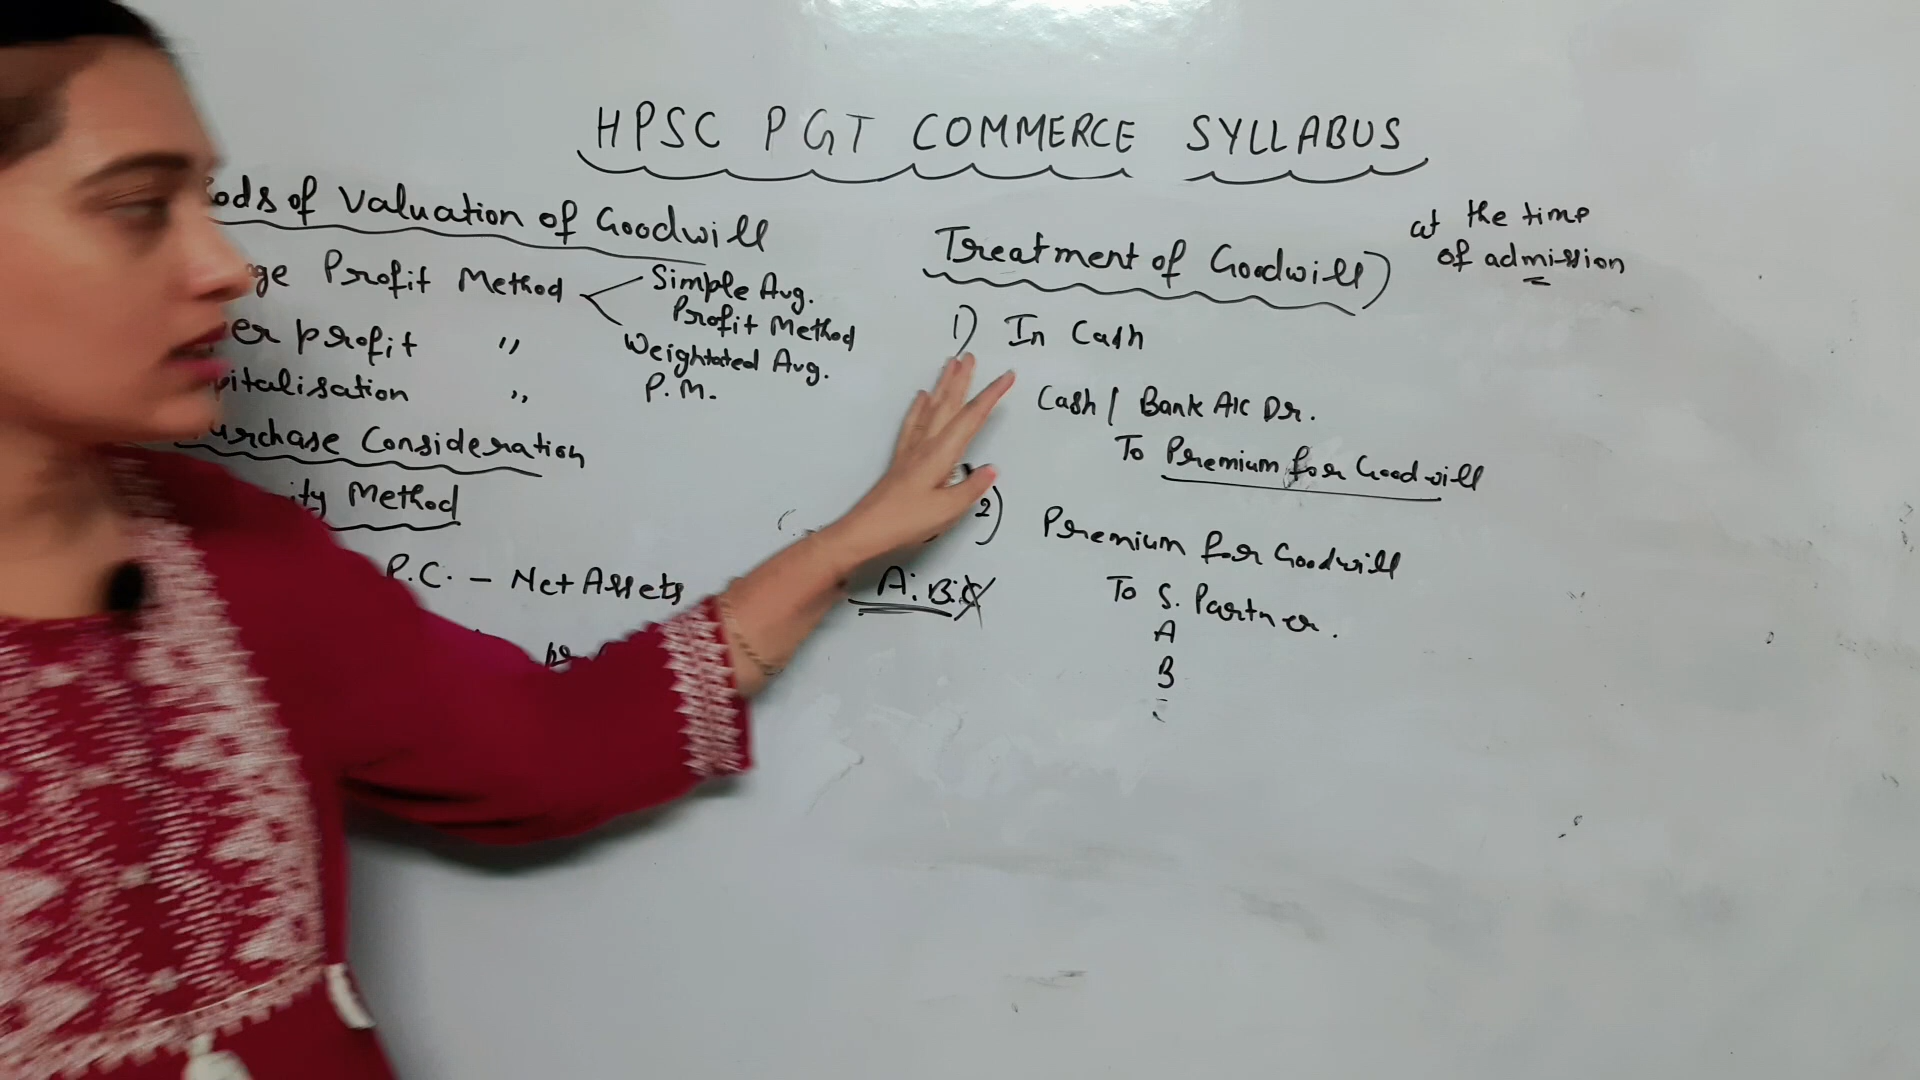 HPSC PGT COMMERCE SYLLABUS
ods of Valuation of Goodwill
ge Profit Method
Simple Avg.
Profit Method
Weightated Avg.
P.M.
er profit "
pitalisation "
urchase Consideration
ity Method
P.C. - Net Assets
Treatment of Goodwill)
at the time
of admission
1) In Cash
Cash / Bank A/c Dr.
To Premium for Goodwill
2) Premium for Goodwill
To S. Partner.
A
B
A: B:C